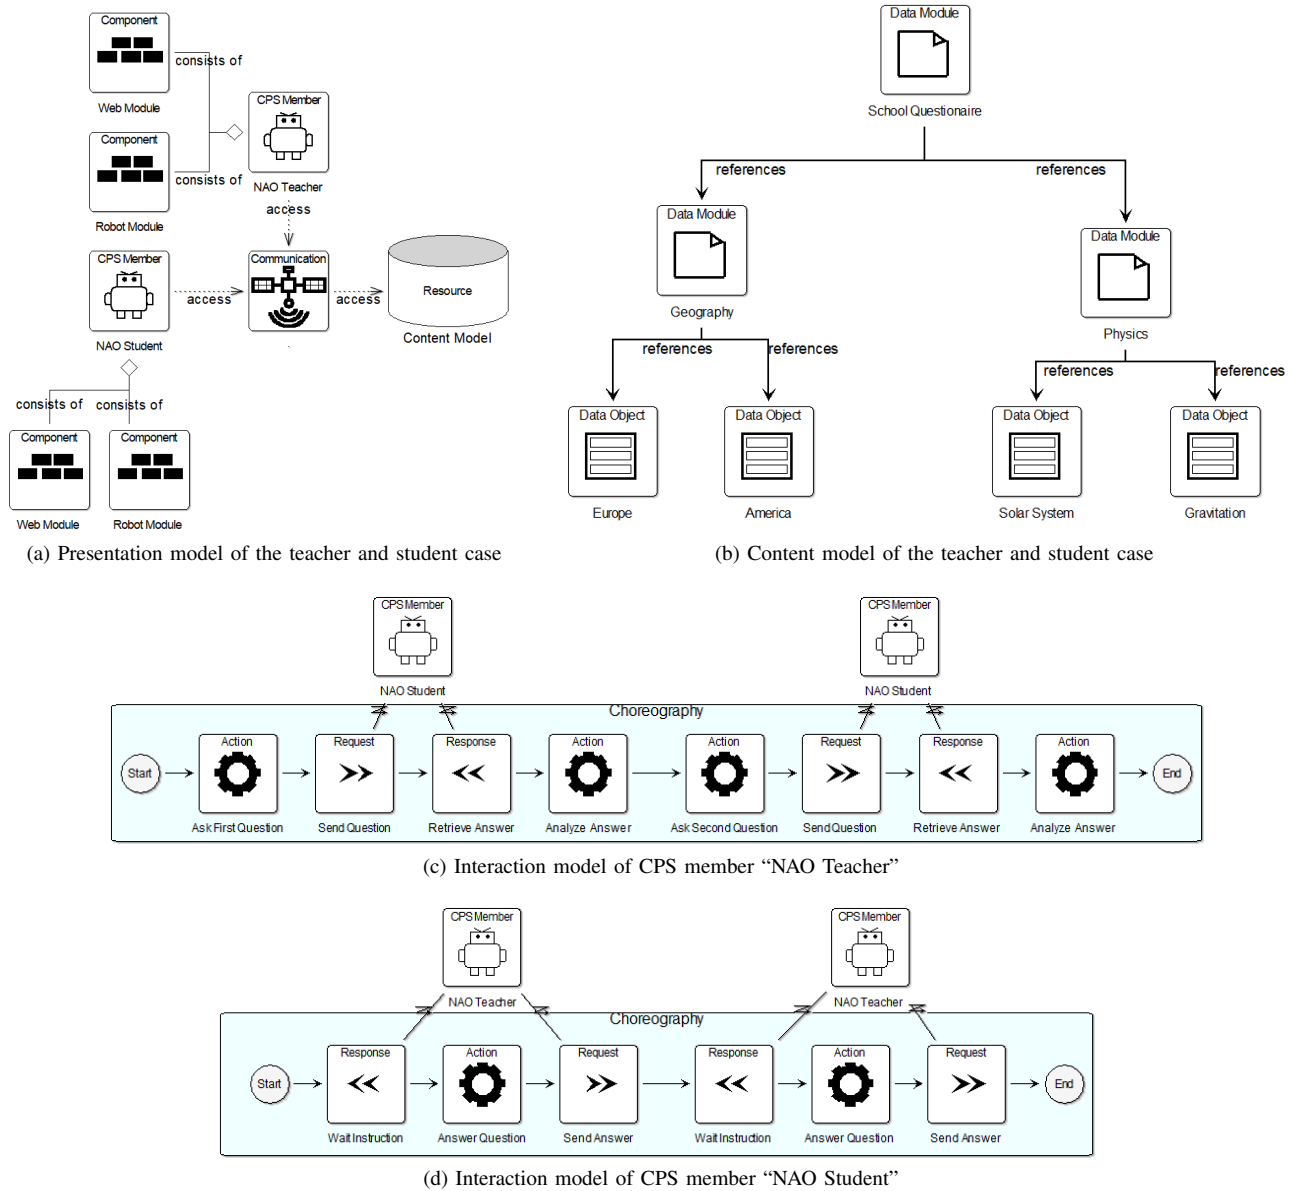 Component
consists of
Web Module
CPS Member
Component
consists of
NAO Teacher
Robot Module
access
CPS Member
Communication
access
access
Resource
NAO Student
Content Model
consists of
consists of
Component
Component
Web Module
Robot Module
(a) Presentation model of the teacher and student case
Data Module
School Questionaire
references
references
Data Module
Data Module
Geography
Physics
references
references
references
references
Data Object
Data Object
Data Object
Data Object
Europe
America
Solar System
Gravitation
(b) Content model of the teacher and student case
CPS Member
CPS Member
NAO Student
NAO Student
Choreography
Start
Action
Request
Response
Action
Action
Request
Response
Action
End
Ask First Question
Send Question
Retrieve Answer
Analyze Answer
Ask Second Question
Send Question
Retrieve Answer
Analyze Answer
(c) Interaction model of CPS member “NAO Teacher”
CPS Member
CPS Member
NAO Teacher
NAO Teacher
Choreography
Start
Response
Action
Request
Response
Action
Request
End
Wait Instruction
Answer Question
Send Answer
Wait Instruction
Answer Question
Send Answer
(d) Interaction model of CPS member “NAO Student”